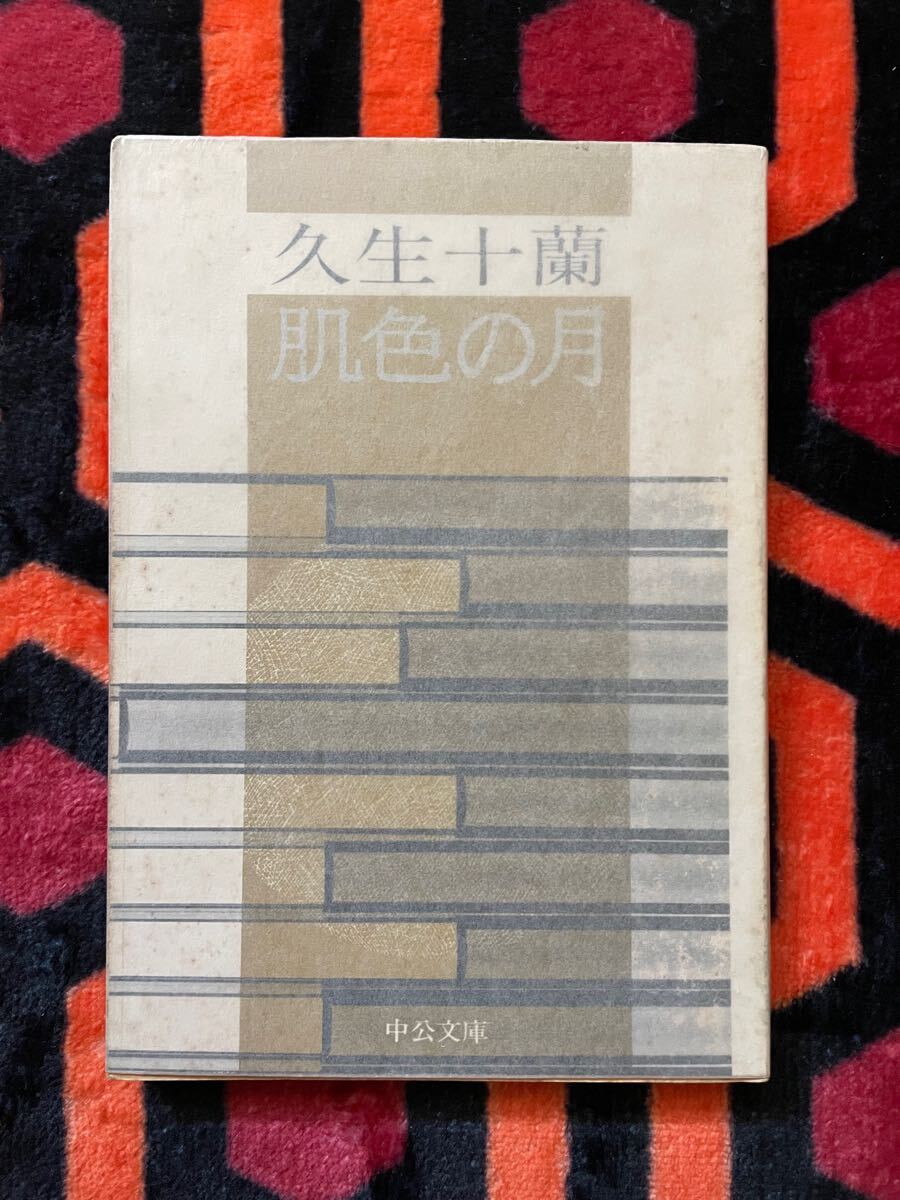 久生十蘭
肌色の月
中公文庫